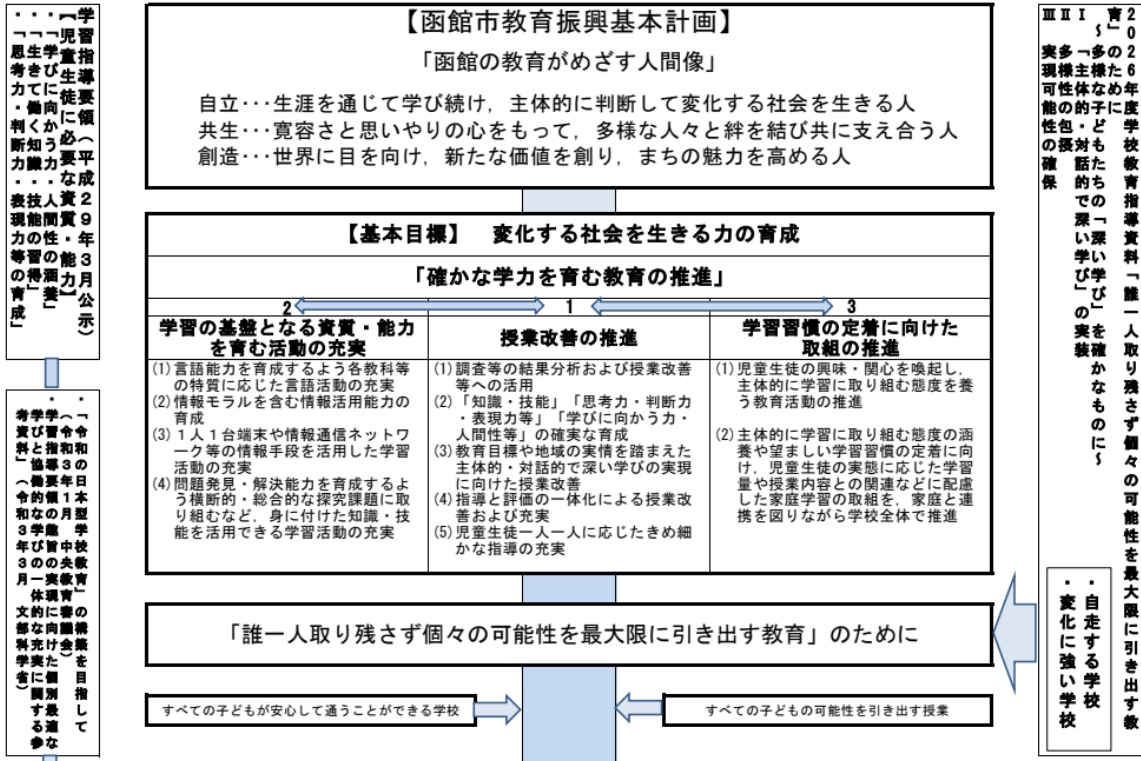 【函館市教育振興基本計画】
「函館の教育がめざす人間像」
自立･･･生涯を通じて学び続け，主体的に判断して変化する社会を生きる人
共生･･･寛容さと思いやりの心をもって，多様な人々と絆を結び共に支え合う人
創造･･･世界に目を向け，新たな価値を創り，まちの魅力を高める人
【基本目標】　変化する社会を生きる力の育成
「確かな学力を育む教育の推進」
2
学習の基盤となる資質・能力
を育む活動の充実
(1)言語能力を育成するよう各教科等
の特質に応じた言語活動の充実
(2)情報モラルを含む情報活用能力の
育成
(3)１人１台端末や情報通信ネットワ
ーク等の情報手段を活用した学習
活動の充実
(4)問題発見・解決能力を育成するよ
う横断的・総合的な探究課題に取
り組むなど，身に付けた知識・技
能を活用できる学習活動の充実
1
授業改善の推進
(1)調査等の結果分析および授業改善
等への活用
(2)「知識・技能」「思考力・判断力
・表現力等」「学びに向かう力・
人間性等」の確実な育成
(3)教育目標や地域の実情を踏まえた
主体的・対話的で深い学びの実現
に向けた授業改善
(4)指導と評価の一体化による授業改
善および充実
(5)児童生徒一人一人に応じたきめ細
かな指導の充実
3
学習習慣の定着に向けた
取組の推進
(1)児童生徒の興味・関心を喚起し，
主体的に学習に取り組む態度を養
う教育活動の推進
(2)主体的に学習に取り組む態度の涵
養や望ましい学習習慣の定着に向
け，児童生徒の実態に応じた学習
量や授業内容との関連などに配慮
した家庭学習の取組を，家庭と連
携を図りながら学校全体で推進
「誰一人取り残さず個々の可能性を最大限に引き出す教育」のために
すべての子どもが安心して通うことができる学校
すべての子どもの可能性を引き出す授業
学習指導要領（平成２９年３月公示）
【児童生徒に必要な資質・能力】
・「学びに向かう力・人間性の涵養」
・「生きて働く知識・技能の習得」
・「思考力・判断力・表現力等の育成」
・「令和の日本型学校教育」の構築を目指して
（令和３年１月　中央教育審議会）
・学習指導要領の趣旨の実現に向けた個別最適な
学びと協働的な学びの一体的な充実に関する参
考資料」（令和３年３月　文部科学省）
２０２６年度学校教育指導資料「誰一人取り残さず個々の可能性を最大限に引き出す教
育」のために
～多様な子どもたちの「深い学び」を確かなものに～
Ⅰ　「主体的・対話的で深い学び」の実装
Ⅱ　多様性の包摂
Ⅲ　実現可能性の確保
・自走する学校
・変化に強い学校